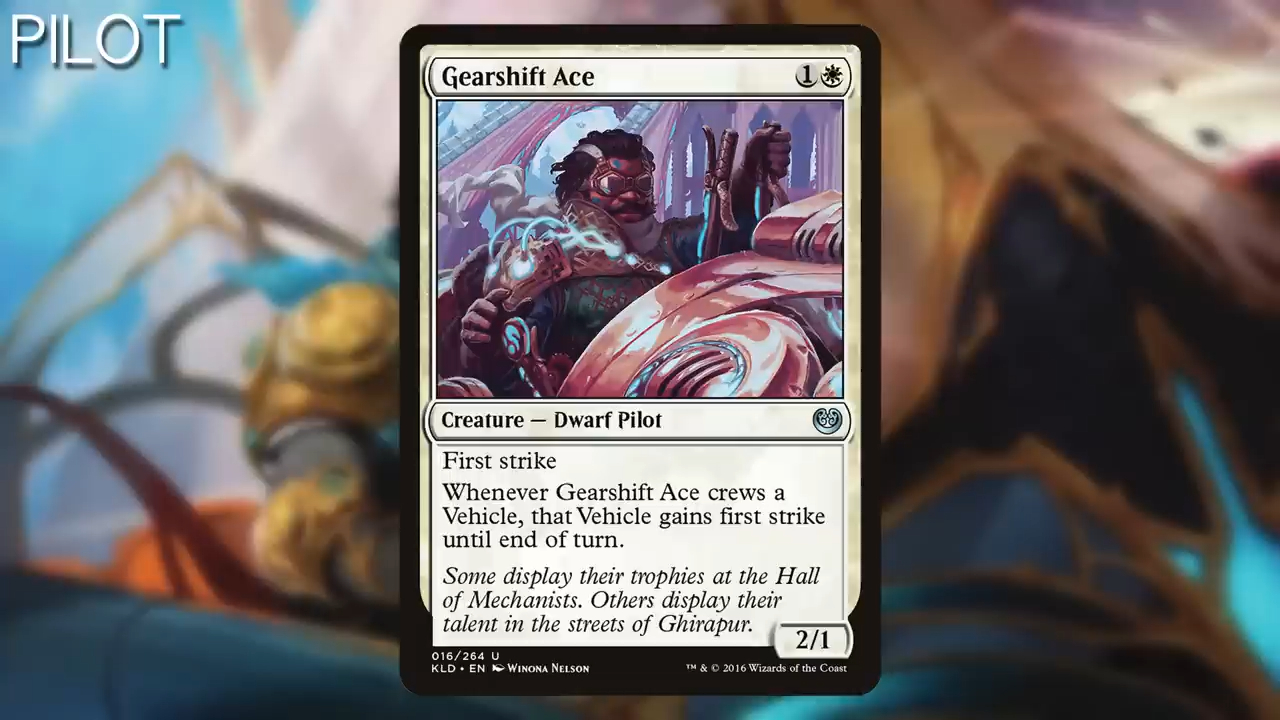 PILOT
Gearshift Ace
1
Creature — Dwarf Pilot
First strike
Whenever Gearshift Ace crews a
Vehicle, that Vehicle gains first strike
until end of turn.
Some display their trophies at the Hall
of Mechanists. Others display their
talent in the streets of Ghirapur.
2/1
016/264 U
KLD • EN Winona Nelson
™ & © 2016 Wizards of the Coast